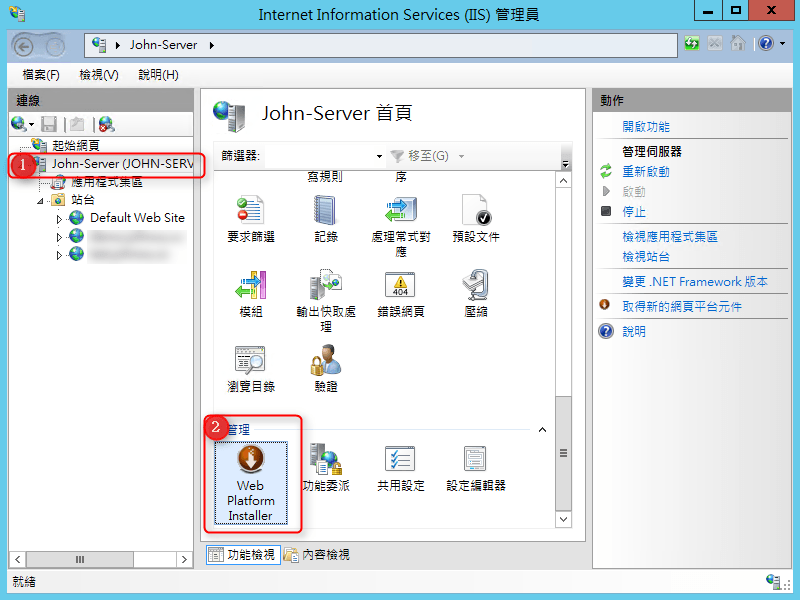 Internet Information Services (IIS) 管理員
John-Server
檔案(F) 檢視(V) 說明(H)
連線
起始網頁
1
John-Server (JOHN-SERV
應用程式集區
站台
Default Web Site
John-Server 首頁
篩選器:
移至(G)
寫規則
序
要求篩選
記錄
處理常式對應
預設文件
模組
輸出快取處理
404
錯誤網頁
壓縮
瀏覽目錄
驗證
2
管理
Web
Platform
Installer
功能委派
共用設定
設定編輯器
功能檢視
內容檢視
動作
開啟功能
管理伺服器
重新啟動
啟動
停止
檢視應用程式集區
檢視站台
變更 .NET Framework 版本
取得新的網頁平台元件
說明
就緒